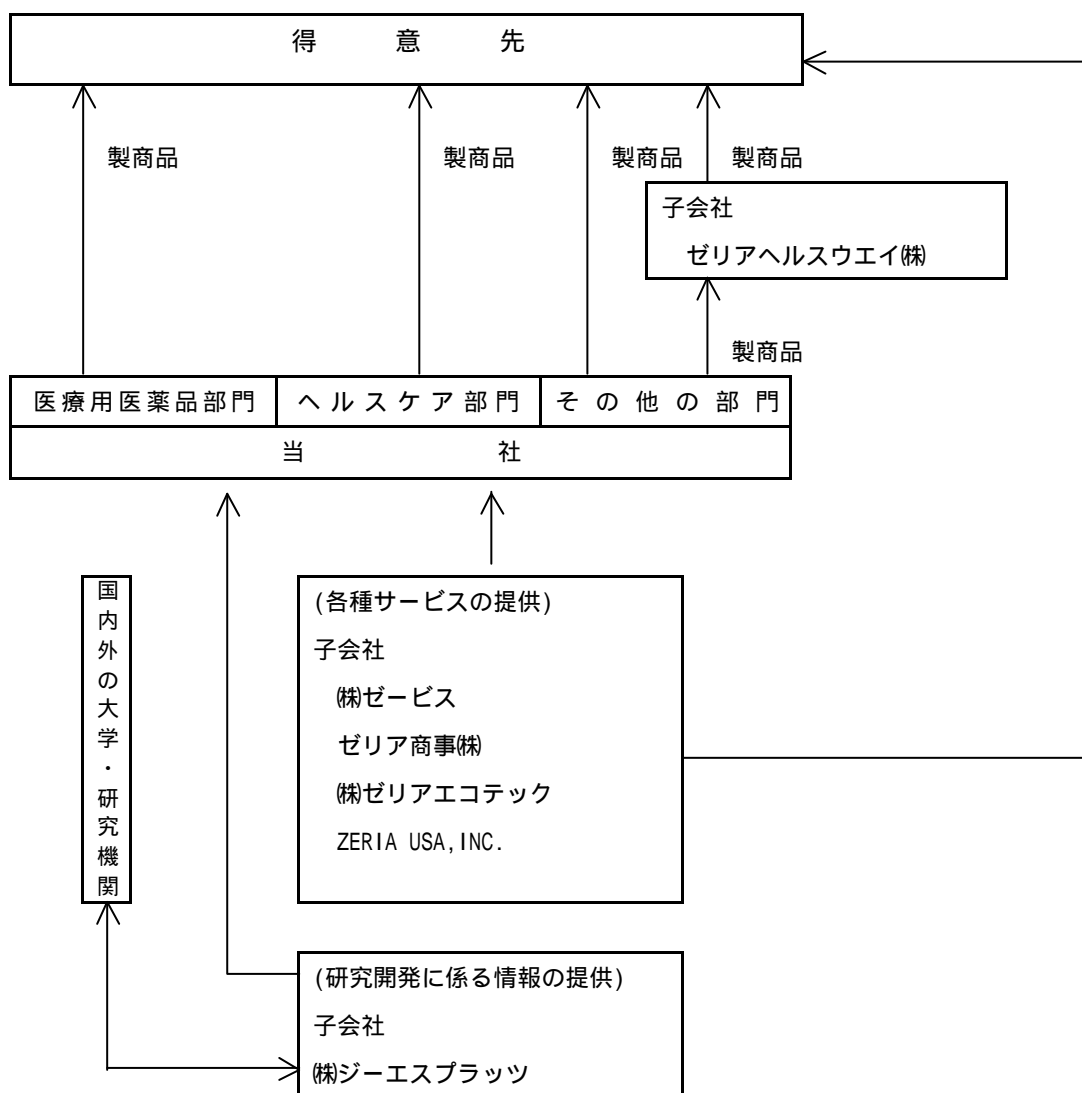 得意先
製商品
製商品
製商品
製商品
子会社
ゼリアヘルスウエイ㈱
製商品
医療用医薬品部門
ヘルスケア部門
その他の部門
当社
国内外の大学・研究機関
(各種サービスの提供)
子会社
㈱ゼービス
ゼリア商事㈱
㈱ゼリアエコテック
ZERIA USA,INC.
(研究開発に係る情報の提供)
子会社
㈱ジーエスプラッツ